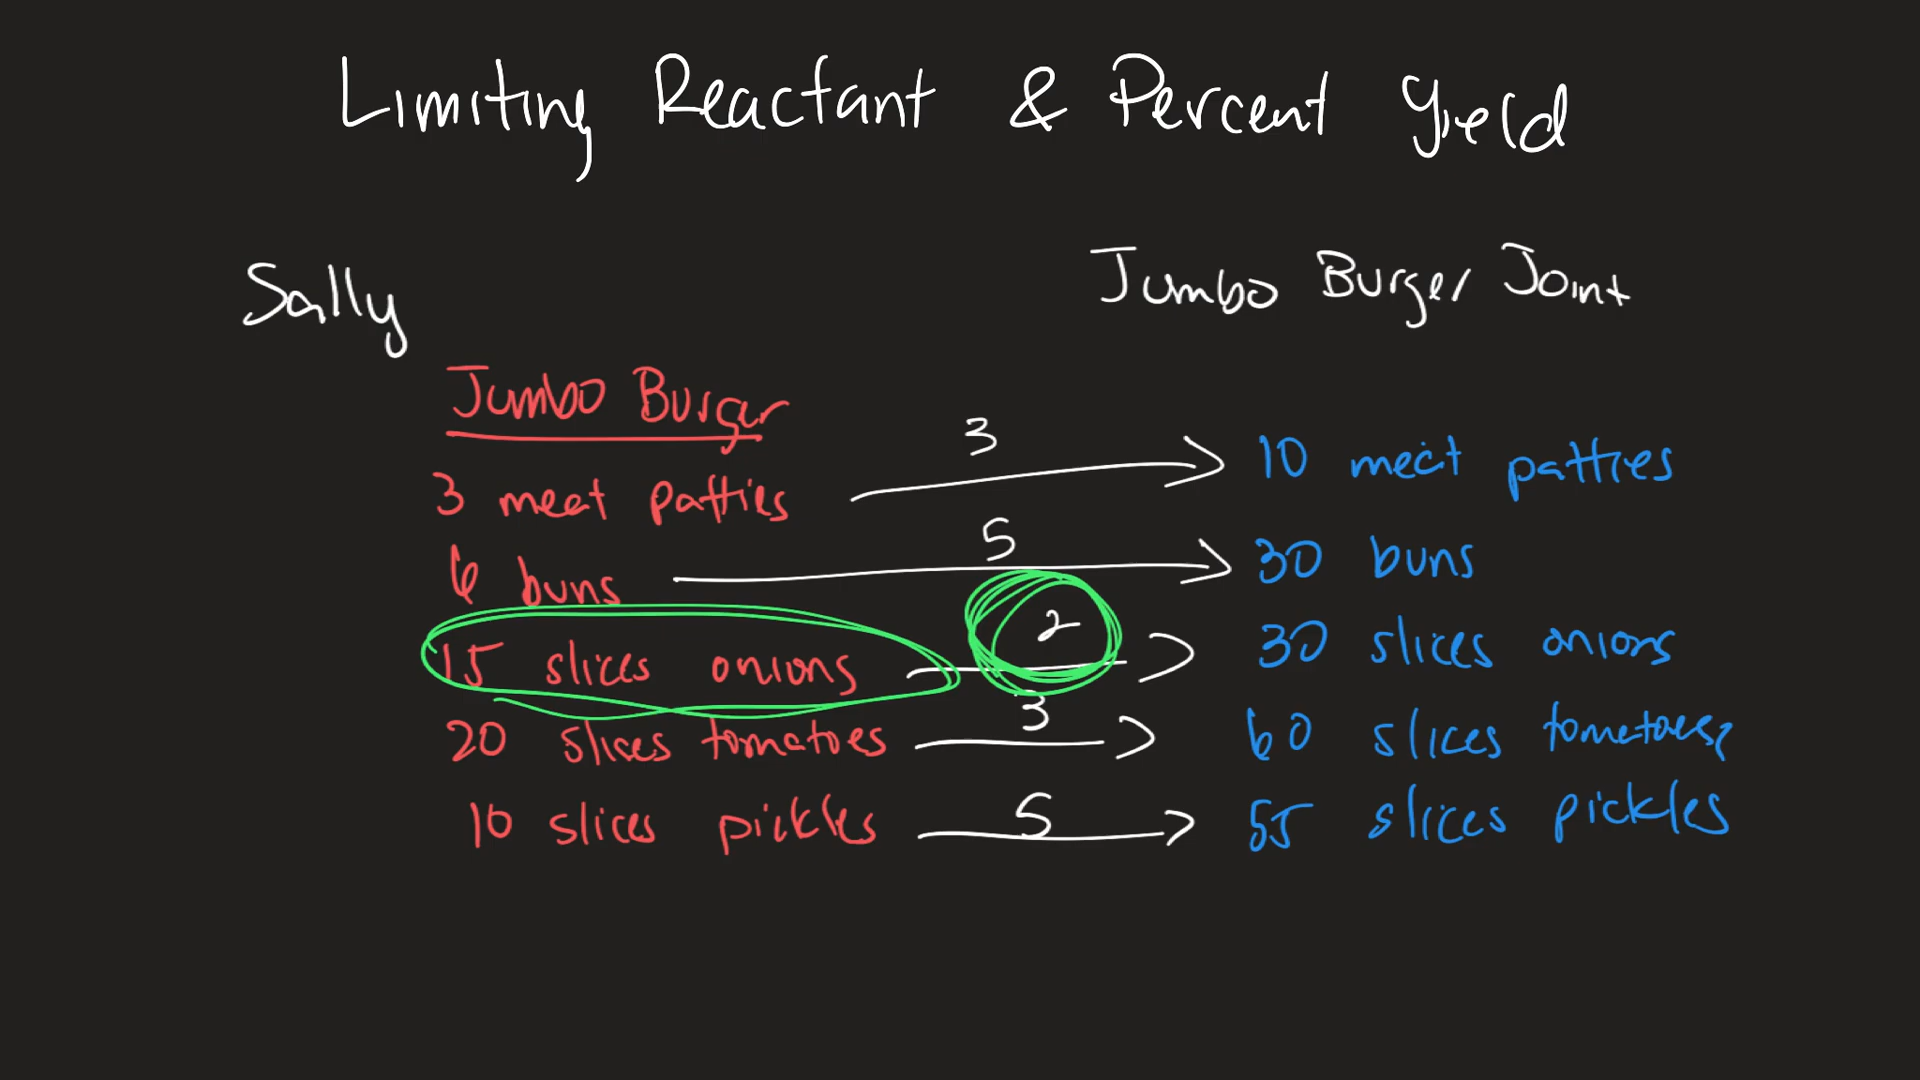 Limiting Reactant & Percent Yield
Sally
Jumbo Burger Joint
Jumbo Burger
3 meat patties 3 10 meat patties
6 buns 5 30 buns
15 slices onions 2 30 slices onions
20 slices tomatoes 3 60 slices tomatoes
10 slices pickles 5 55 slices pickles